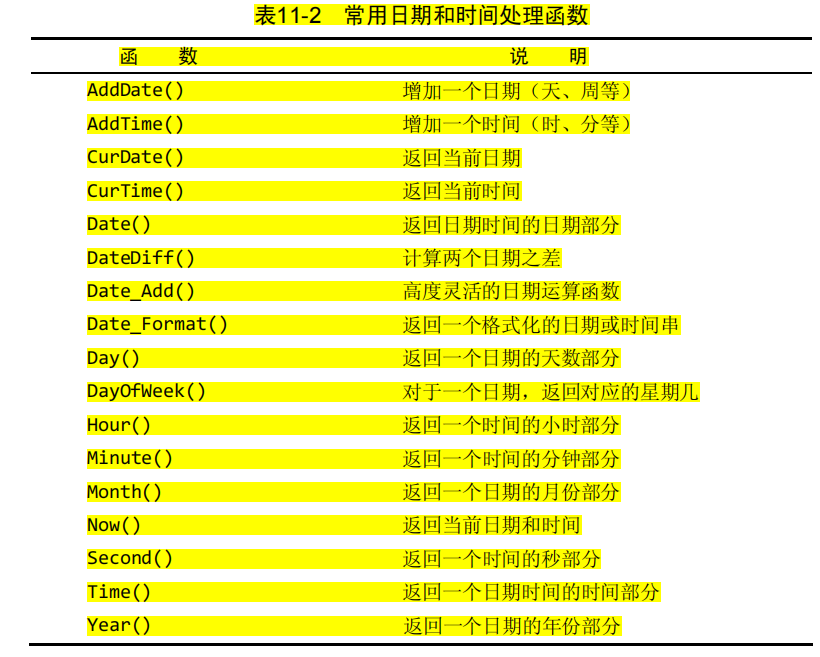 表11-2 常用日期和时间处理函数
函 数 说 明
AddDate() 增加一个日期（天、周等）
AddTime() 增加一个时间（时、分等）
CurDate() 返回当前日期
CurTime() 返回当前时间
Date() 返回日期时间的日期部分
DateDiff() 计算两个日期之差
Date_Add() 高度灵活的日期运算函数
Date_Format() 返回一个格式化的日期或时间串
Day() 返回一个日期的天数部分
DayOfWeek() 对于一个日期，返回对应的星期几
Hour() 返回一个时间的小时部分
Minute() 返回一个时间的分钟部分
Month() 返回一个日期的月份部分
Now() 返回当前日期和时间
Second() 返回一个时间的秒部分
Time() 返回一个日期时间的时间部分
Year() 返回一个日期的年份部分